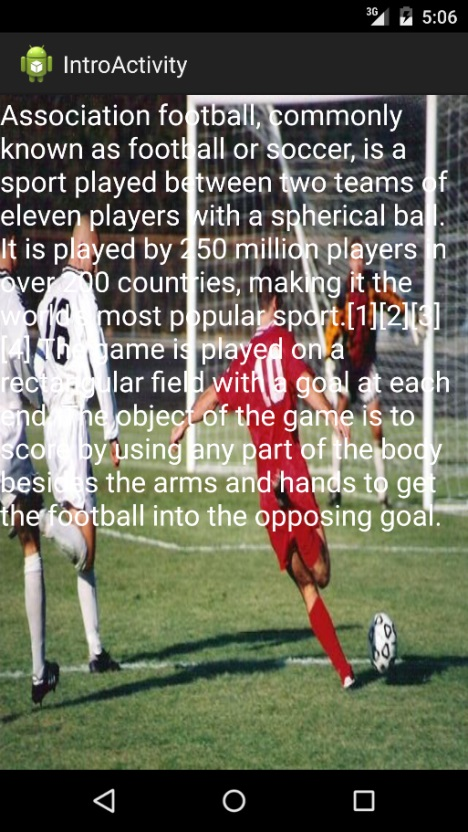 3G 5:06
IntroActivity
Association football, commonly
known as football or soccer, is a
sport played between two teams of
eleven players with a spherical ball.
It is played by 250 million players in
over 200 countries, making it the
world's most popular sport.[1][2][3]
[4] The game is played on a
rectangular field with a goal at each
end. The object of the game is to
score by using any part of the body
besides the arms and hands to get
the football into the opposing goal.
10